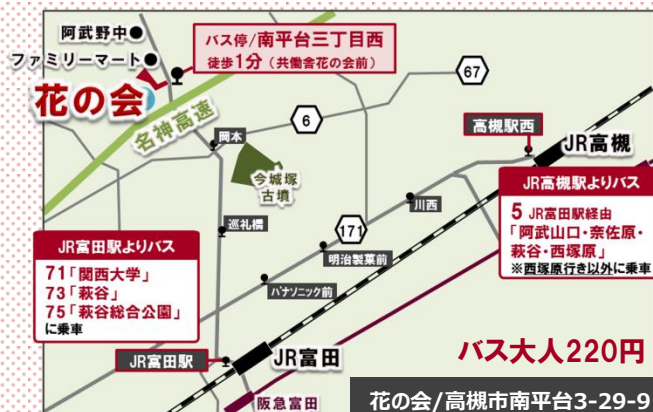 阿武野中●
ファミリーマート●
花の会
バス停/南平台三丁目西
徒歩1分（共働舎花の会前）
名神高速
67
6
岡本
高槻駅西
JR高槻
今城塚
古墳
JR高槻駅よりバス
5 JR富田駅経由
「阿武山口・奈佐原・
萩谷・西塚原」
※西塚原行き以外に乗車
川西
巡礼橋
171
明治製菓前
JR富田駅よりバス
71「関西大学」
73「萩谷」
75「萩谷総合公園」
に乗車
パナソニック前
JR富田駅
JR富田
バス大人220円
阪急富田
花の会/高槻市南平台3-29-9